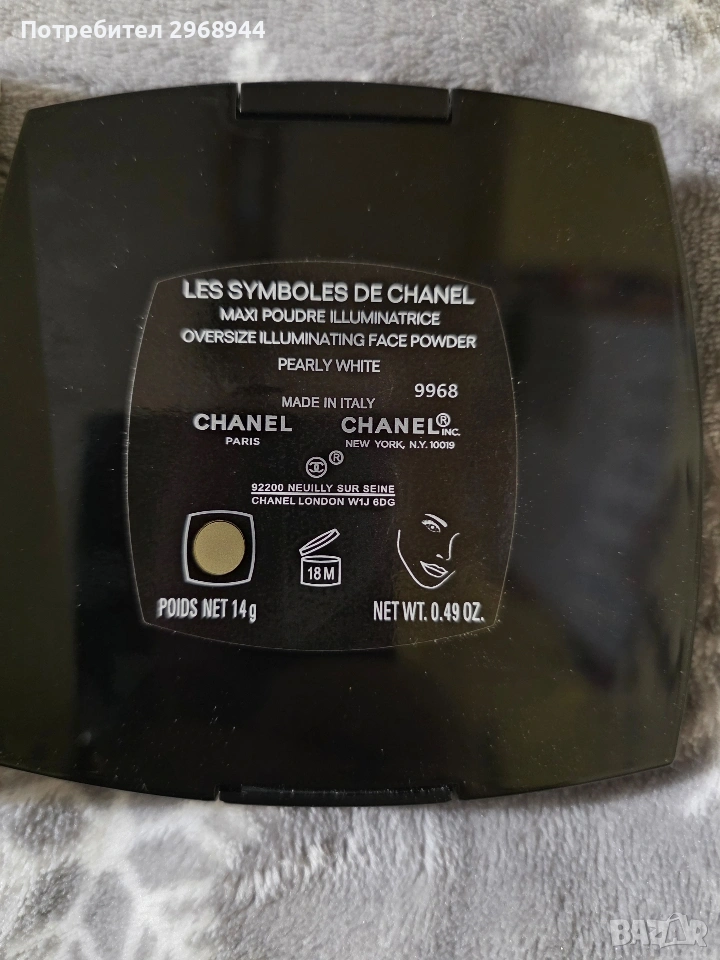 Потребител 2968944
LES SYMBOLES DE CHANEL
MAXI POUDRE ILLUMINATRICE
OVERSIZE ILLUMINATING FACE POWDER
PEARLY WHITE
9968
MADE IN ITALY
CHANEL CHANEL® INC.
PARIS NEW YORK, N.Y. 10019
®
92200 NEUILLY SUR SEINE
CHANEL LONDON W1J 6DG
18 M
POIDS NET 14 g NET WT. 0.49 OZ.
BAZAR